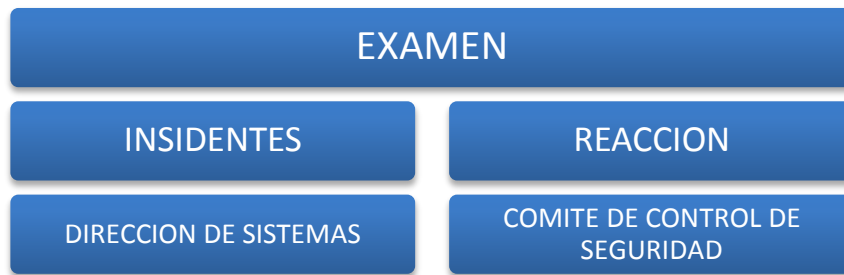 EXAMEN
INSIDENTES
REACCION
DIRECCION DE SISTEMAS
COMITE DE CONTROL DE
SEGURIDAD